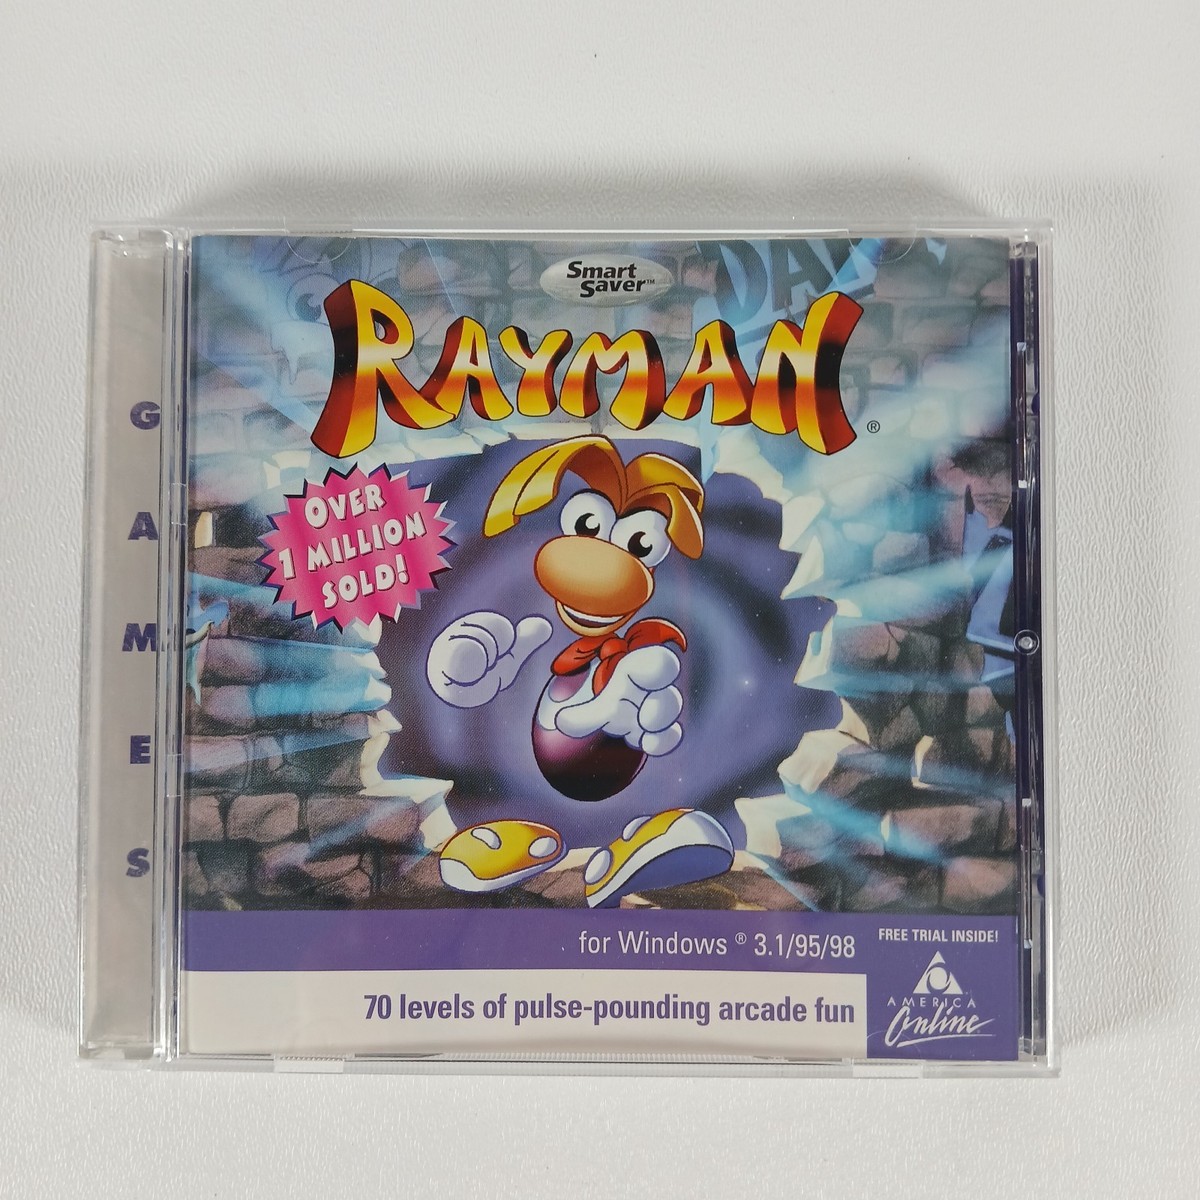 Smart
Saver™
RAYMAN®
OVER
1 MILLION
SOLD!
GAMES
for Windows® 3.1/95/98
FREE TRIAL INSIDE!
AMERICA
Online
70 levels of pulse-pounding arcade fun